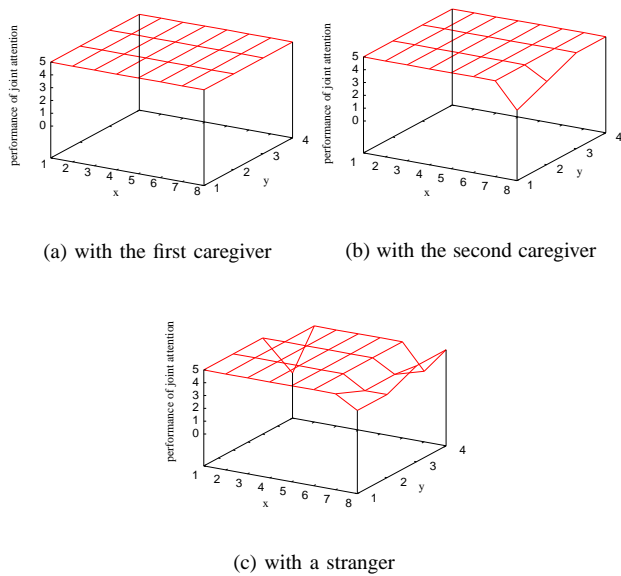 performance of joint attention
5
4
3
2
1
0
1 2 3 4 5 6 7 8
x
1 2 3 4
y
(a) with the first caregiver
performance of joint attention
5
4
3
2
1
0
1 2 3 4 5 6 7 8
x
1 2 3 4
y
(b) with the second caregiver
performance of joint attention
5
4
3
2
1
0
1 2 3 4 5 6 7 8
x
1 2 3 4
y
(c) with a stranger